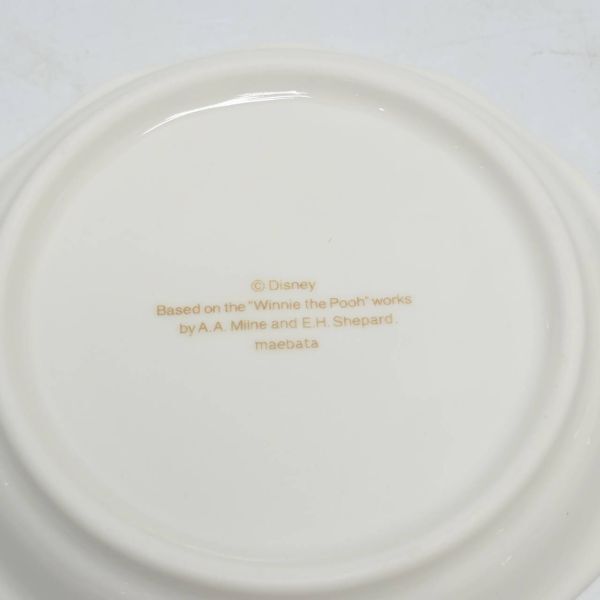 © Disney
Based on the "Winnie the Pooh" works
by A.A. Milne and E.H. Shepard.
maebata